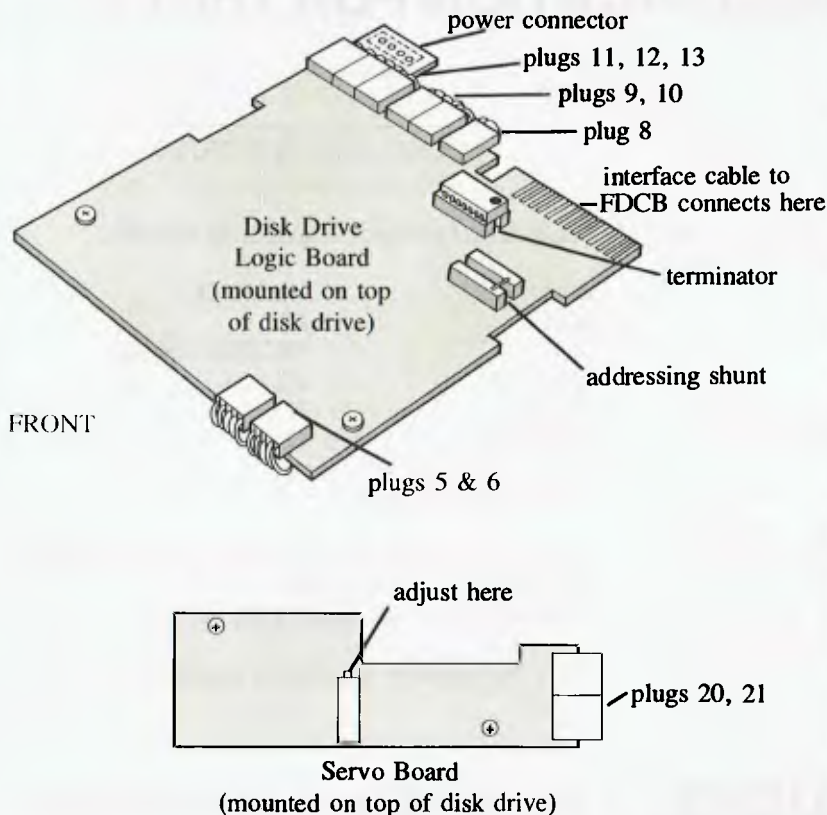 power connector
plugs 11, 12, 13
plugs 9, 10
plug 8
interface cable to
FDCB connects here
terminator
addressing shunt
Disk Drive
Logic Board
(mounted on top
of disk drive)
FRONT
plugs 5 & 6
adjust here
plugs 20, 21
Servo Board
(mounted on top of disk drive)